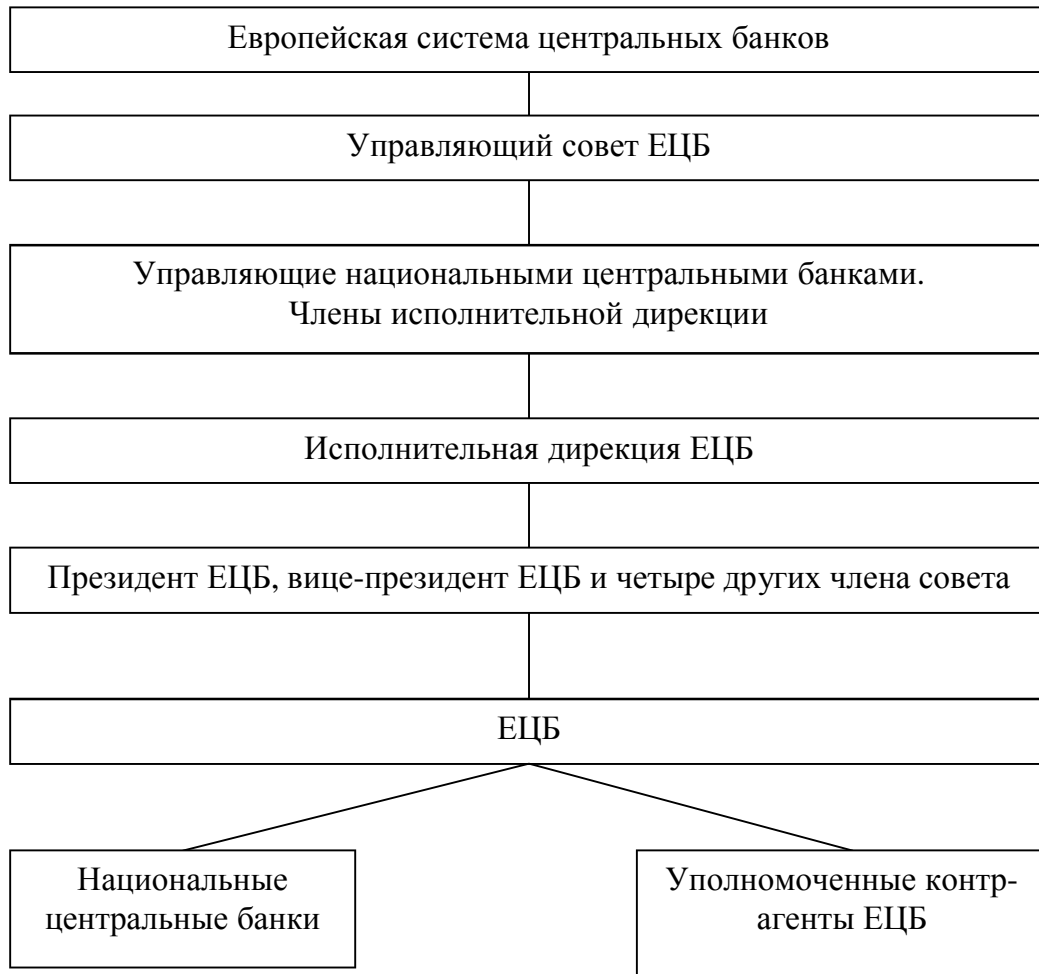 Европейская система центральных банков
Управляющий совет ЕЦБ
Управляющие национальными центральными банками.
Члены исполнительной дирекции
Исполнительная дирекция ЕЦБ
Президент ЕЦБ, вице-президент ЕЦБ и четыре других члена совета
ЕЦБ
Национальные
центральные банки
Уполномоченные контр-
агенты ЕЦБ